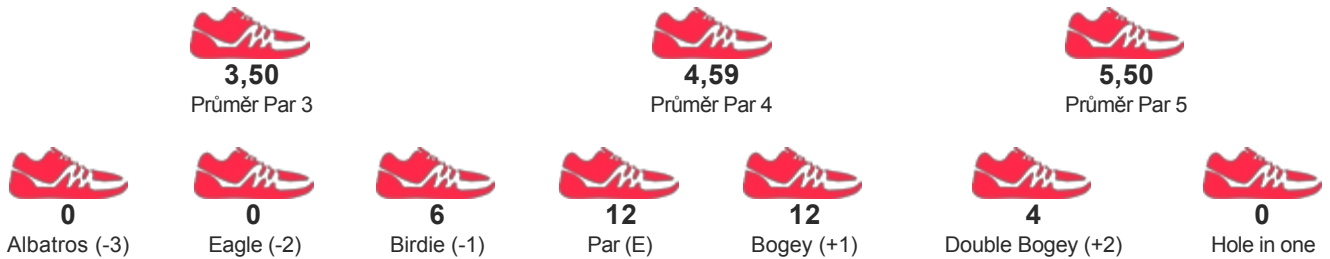 3,50 4,59 5,50
Průměr Par 3 Průměr Par 4 Průměr Par 5
0 0 6 12 12 4 0
Albatros (-3) Eagle (-2) Birdie (-1) Par (E) Bogey (+1) Double Bogey (+2) Hole in one